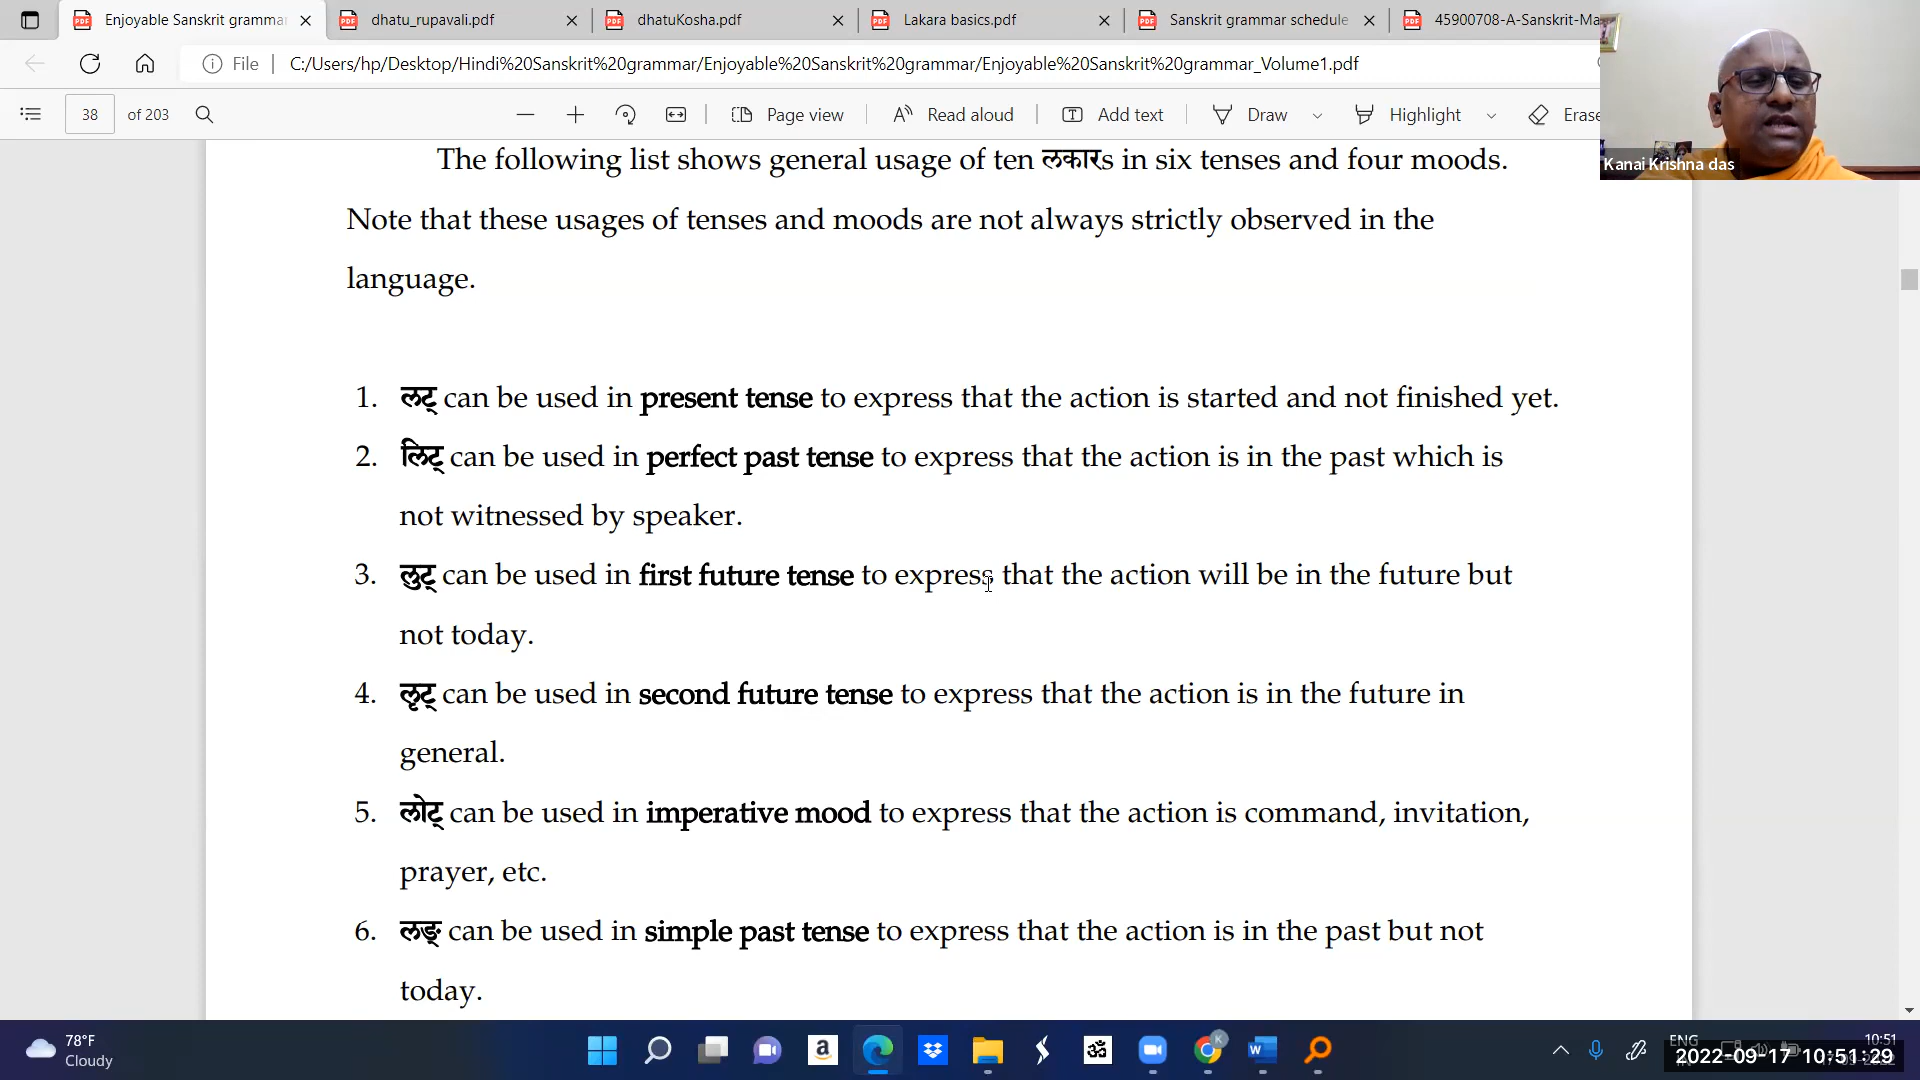 Enjoyable Sanskrit grammar
dhatu_rupavali.pdf
dhatuKosha.pdf
Lakara basics.pdf
Sanskrit grammar schedule
45900708-A-Sanskrit-Ma
File
C:/Users/hp/Desktop/Hindi%20Sanskrit%20grammar/Enjoyable%20Sanskrit%20grammar/Enjoyable%20Sanskrit%20grammar_Volume1.pdf
38 of 203
Page view
Read aloud
Add text
Draw
Highlight
Erase
Kanai Krishna das
The following list shows general usage of ten लकारs in six tenses and four moods.
Note that these usages of tenses and moods are not always strictly observed in the
language.
1. लट् can be used in present tense to express that the action is started and not finished yet.
2. लिट् can be used in perfect past tense to express that the action is in the past which is
not witnessed by speaker.
3. लुट् can be used in first future tense to express that the action will be in the future but
not today.
4. लृट् can be used in second future tense to express that the action is in the future in
general.
5. लोट् can be used in imperative mood to express that the action is command, invitation,
prayer, etc.
6. लङ् can be used in simple past tense to express that the action is in the past but not
today.
78°F
Cloudy
ENG
10:51
2022-09-17 10:51:29